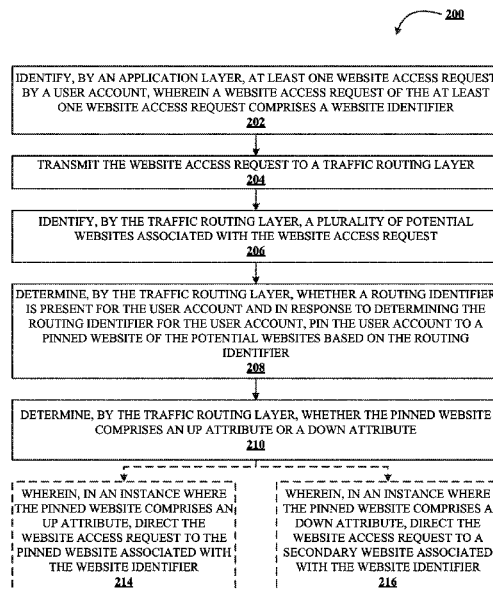 200
IDENTIFY, BY AN APPLICATION LAYER, AT LEAST ONE WEBSITE ACCESS REQUEST
BY A USER ACCOUNT, WHEREIN A WEBSITE ACCESS REQUEST OF THE AT LEAST
ONE WEBSITE ACCESS REQUEST COMPRISES A WEBSITE IDENTIFIER
202
TRANSMIT THE WEBSITE ACCESS REQUEST TO A TRAFFIC ROUTING LAYER
204
IDENTIFY, BY THE TRAFFIC ROUTING LAYER, A PLURALITY OF POTENTIAL
WEBSITES ASSOCIATED WITH THE WEBSITE ACCESS REQUEST
206
DETERMINE, BY THE TRAFFIC ROUTING LAYER, WHETHER A ROUTING IDENTIFIER
IS PRESENT FOR THE USER ACCOUNT AND IN RESPONSE TO DETERMINING THE
ROUTING IDENTIFIER FOR THE USER ACCOUNT, PIN THE USER ACCOUNT TO A
PINNED WEBSITE OF THE POTENTIAL WEBSITES BASED ON THE ROUTING
IDENTIFIER
208
DETERMINE, BY THE TRAFFIC ROUTING LAYER, WHETHER THE PINNED WEBSITE
COMPRISES AN UP ATTRIBUTE OR A DOWN ATTRIBUTE
210
WHEREIN, IN AN INSTANCE WHERE
THE PINNED WEBSITE COMPRISES AN
UP ATTRIBUTE, DIRECT THE
WEBSITE ACCESS REQUEST TO THE
PINNED WEBSITE ASSOCIATED WITH
THE WEBSITE IDENTIFIER
214
WHEREIN, IN AN INSTANCE WHERE
THE PINNED WEBSITE COMPRISES A
DOWN ATTRIBUTE, DIRECT THE
WEBSITE ACCESS REQUEST TO A
SECONDARY WEBSITE ASSOCIATED
WITH THE WEBSITE IDENTIFIER
216